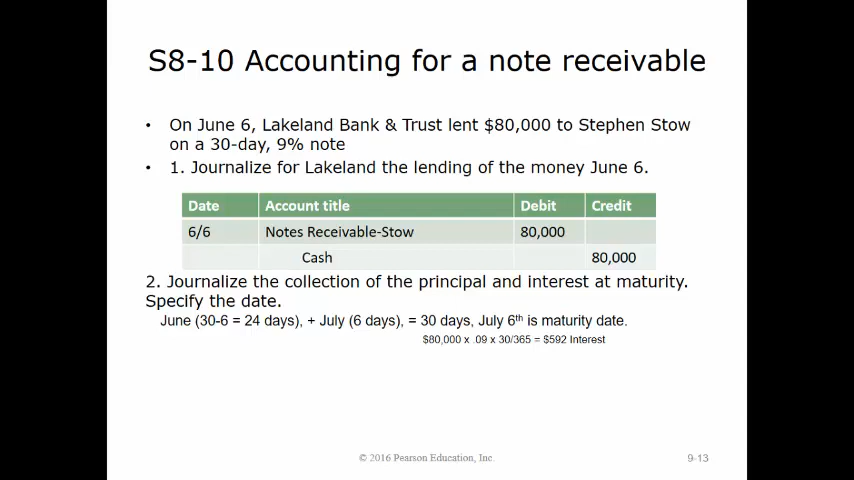 S8-10 Accounting for a note receivable
• On June 6, Lakeland Bank & Trust lent $80,000 to Stephen Stow
on a 30-day, 9% note
• 1. Journalize for Lakeland the lending of the money June 6.
Date Account title Debit Credit
6/6 Notes Receivable-Stow 80,000
Cash 80,000
2. Journalize the collection of the principal and interest at maturity.
Specify the date.
June (30-6 = 24 days), + July (6 days), = 30 days, July 6th is maturity date.
$80,000 x .09 x 30/365 = $592 Interest
© 2016 Pearson Education, Inc. 9-13